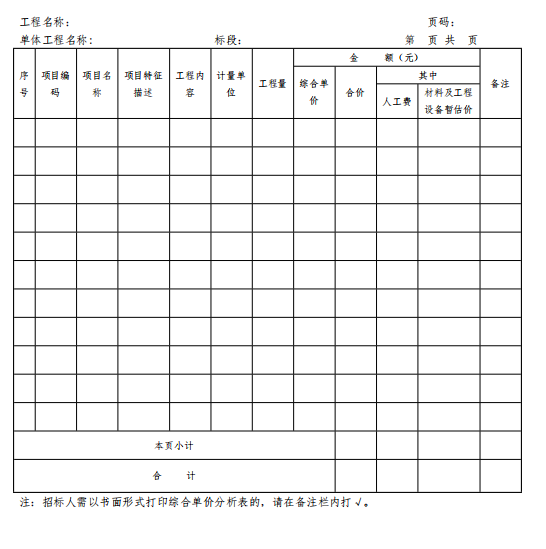 工程名称：　　页码：
单体工程名称：　　标段：　　第　页 共　页
金　　额（元）
其中
序号 项目编码 项目名称 项目特征描述 工程内容 计量单位 工程量 综合单价 合价 人工费 材料及工程设备暂估价 备注
本页小计
合　　计
注：招标人需以书面形式打印综合单价分析表的，请在备注栏内打√。